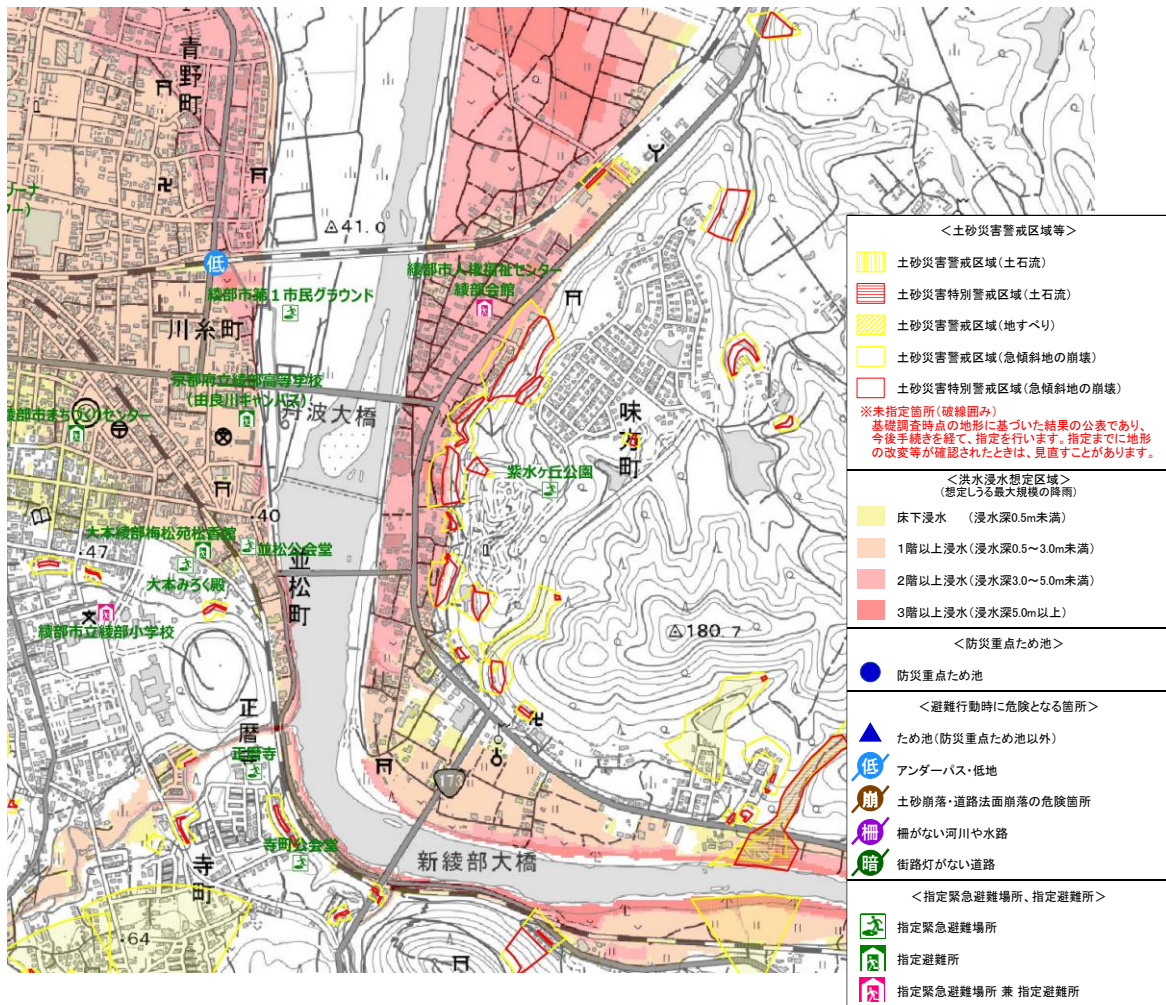 青野町
リーナ
ター)
41.0
低
綾部市人権福祉センター
綾部会館
綾部市第1市民グラウンド
川糸町
京都府立綾部高等学校
(由良川キャンパス)
丹波大橋
綾部市まちづくりセンター
味方町
紫水ヶ丘公園
40
大本綾部梅松苑松香館
並松公会堂
47
大本みろく殿
並松町
綾部市立綾部小学校
180.7
正暦寺
正暦寺
173
寺町公会堂
新綾部大橋
寺町
64
<土砂災害警戒区域等>
土砂災害警戒区域(土石流)
土砂災害特別警戒区域(土石流)
土砂災害警戒区域(地すべり)
土砂災害警戒区域(急傾斜地の崩壊)
土砂災害特別警戒区域(急傾斜地の崩壊)
※未指定箇所(破線囲み)
基礎調査時点の地形に基づいた結果の公表であり、
今後手続きを経て、指定を行います。指定までに地形
の改変等が確認されたときは、見直すことがあります。
<洪水浸水想定区域>
(想定しうる最大規模の降雨)
床下浸水 (浸水深0.5m未満)
1階以上浸水(浸水深0.5~3.0m未満)
2階以上浸水(浸水深3.0~5.0m未満)
3階以上浸水(浸水深5.0m以上)
<防災重点ため池>
防災重点ため池
<避難行動時に危険となる箇所>
ため池(防災重点ため池以外)
低 アンダーパス・低地
崩 土砂崩落・道路法面崩落の危険箇所
柵 柵がない河川や水路
暗 街路灯がない道路
<指定緊急避難場所、指定避難所>
指定緊急避難場所
指定避難所
指定緊急避難場所 兼 指定避難所